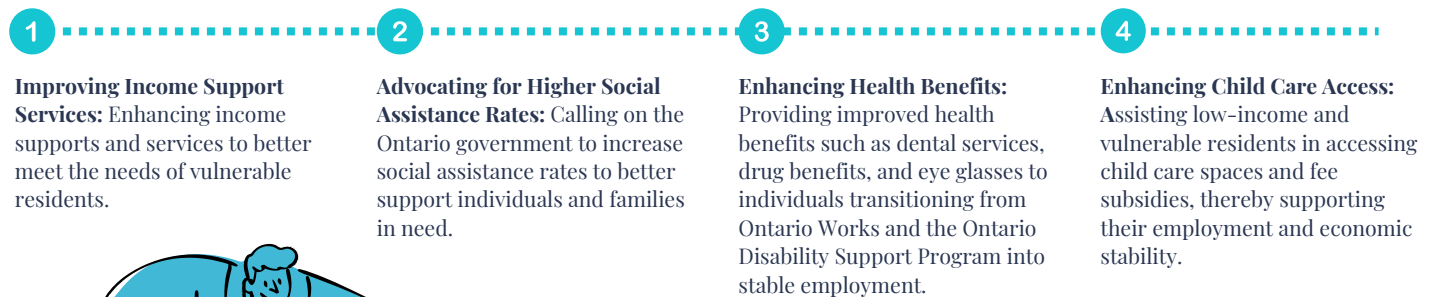 1
Improving Income Support
Services: Enhancing income
supports and services to better
meet the needs of vulnerable
residents.
2
Advocating for Higher Social
Assistance Rates: Calling on the
Ontario government to increase
social assistance rates to better
support individuals and families
in need.
3
Enhancing Health Benefits:
Providing improved health
benefits such as dental services,
drug benefits, and eye glasses to
individuals transitioning from
Ontario Works and the Ontario
Disability Support Program into
stable employment.
4
Enhancing Child Care Access:
Assisting low-income and
vulnerable residents in accessing
child care spaces and fee
subsidies, thereby supporting
their employment and economic
stability.